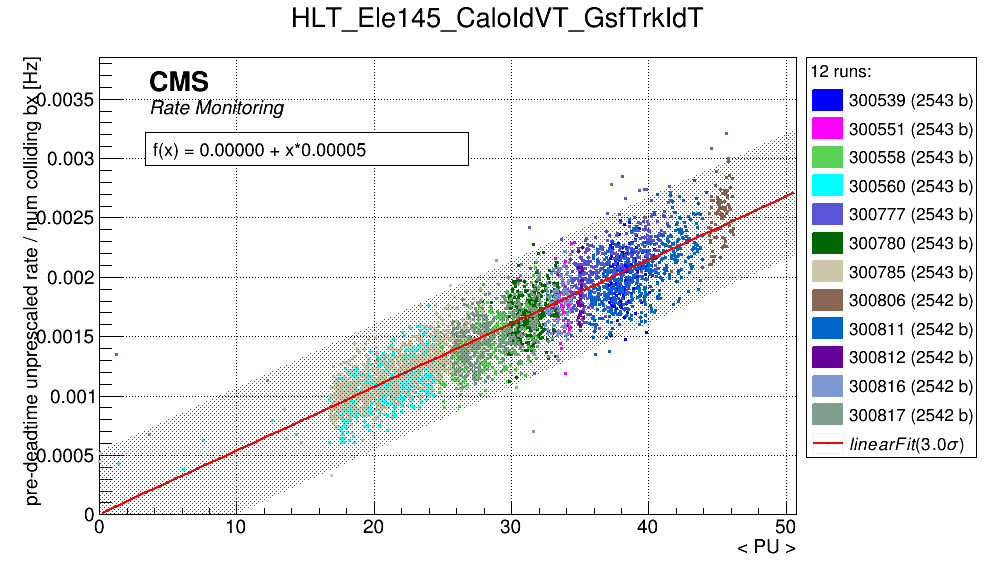 HLT_Ele145_CaloIdVT_GsfTrkIdT
pre-deadtime unprescaled rate / num colliding bx [Hz]
CMS
Rate Monitoring
f(x) = 0.00000 + x*0.00005
0.0035
0.003
0.0025
0.002
0.0015
0.001
0.0005
0
0 10 20 30 40 50
< PU >
12 runs:
300539 (2543 b)
300551 (2543 b)
300558 (2543 b)
300560 (2543 b)
300777 (2543 b)
300780 (2543 b)
300785 (2543 b)
300806 (2542 b)
300811 (2542 b)
300812 (2542 b)
300816 (2542 b)
300817 (2542 b)
linearFit(3.0σ)